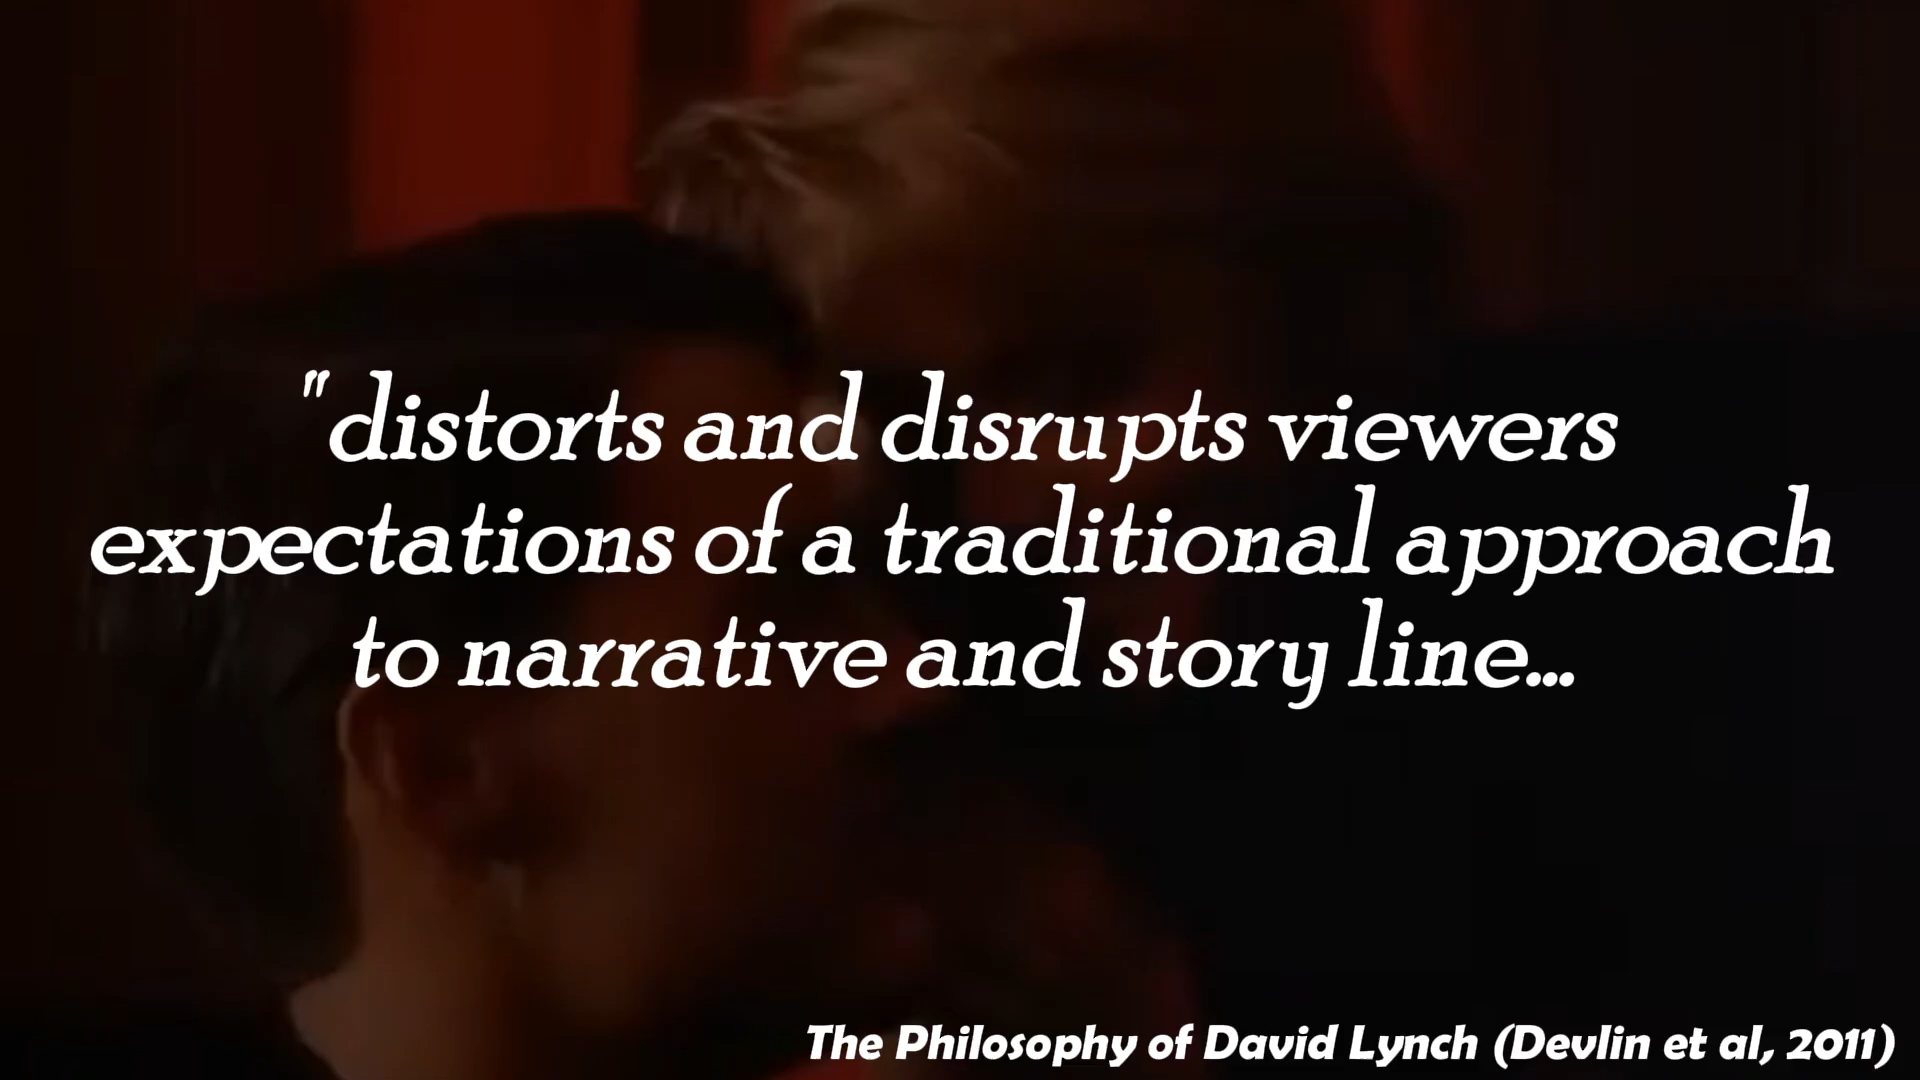 "distorts and disrupts viewers
expectations of a traditional approach
to narrative and story line...
The Philosophy of David Lynch (Devlin et al, 2011)